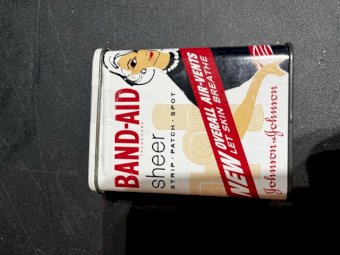 BAND-AID
sheer
STRIP · PATCH · SPOT
NEW OVERALL AIR-VENTS
LET SKIN BREATHE
Johnson & Johnson